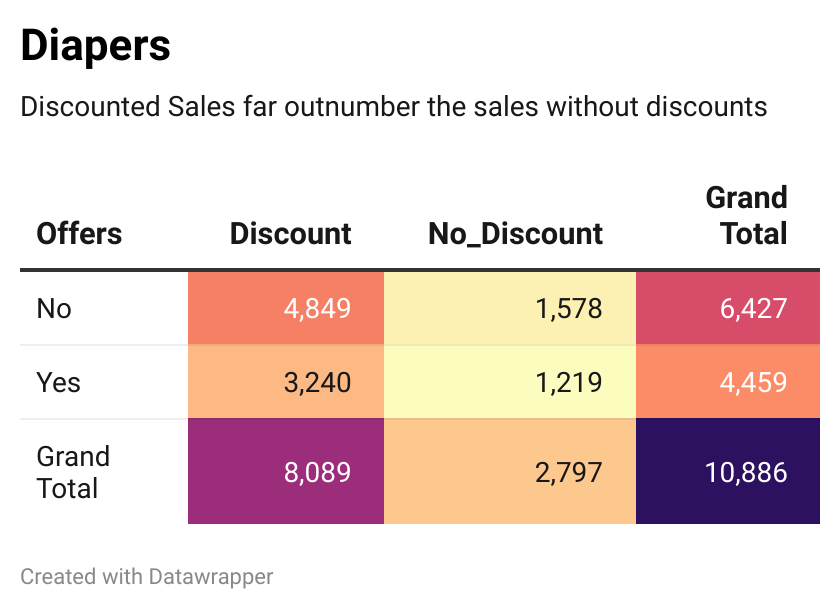 Diapers
Discounted Sales far outnumber the sales without discounts
Grand
Offers Discount No_Discount Total
No 4,849 1,578 6,427
Yes 3,240 1,219 4,459
Grand
Total 8,089 2,797 10,886
Created with Datawrapper